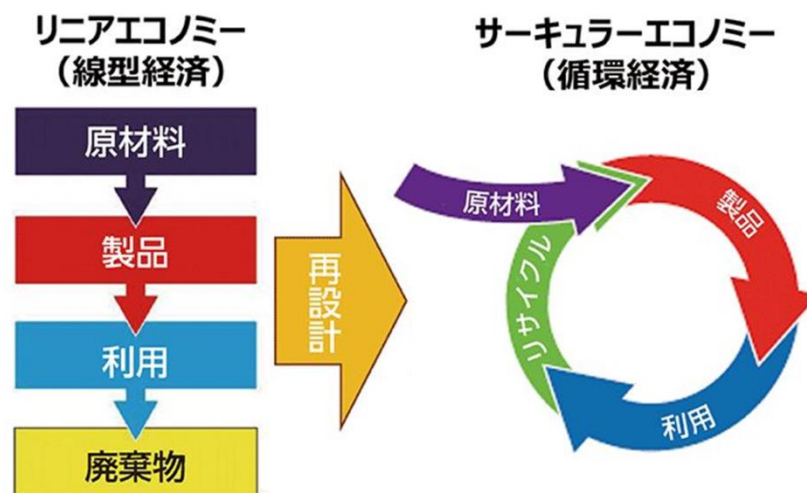 リニアエコノミー
（線型経済）
原材料
製品
利用
廃棄物
再設計
サーキュラーエコノミー
（循環経済）
原材料
製品
利用
リサイクル